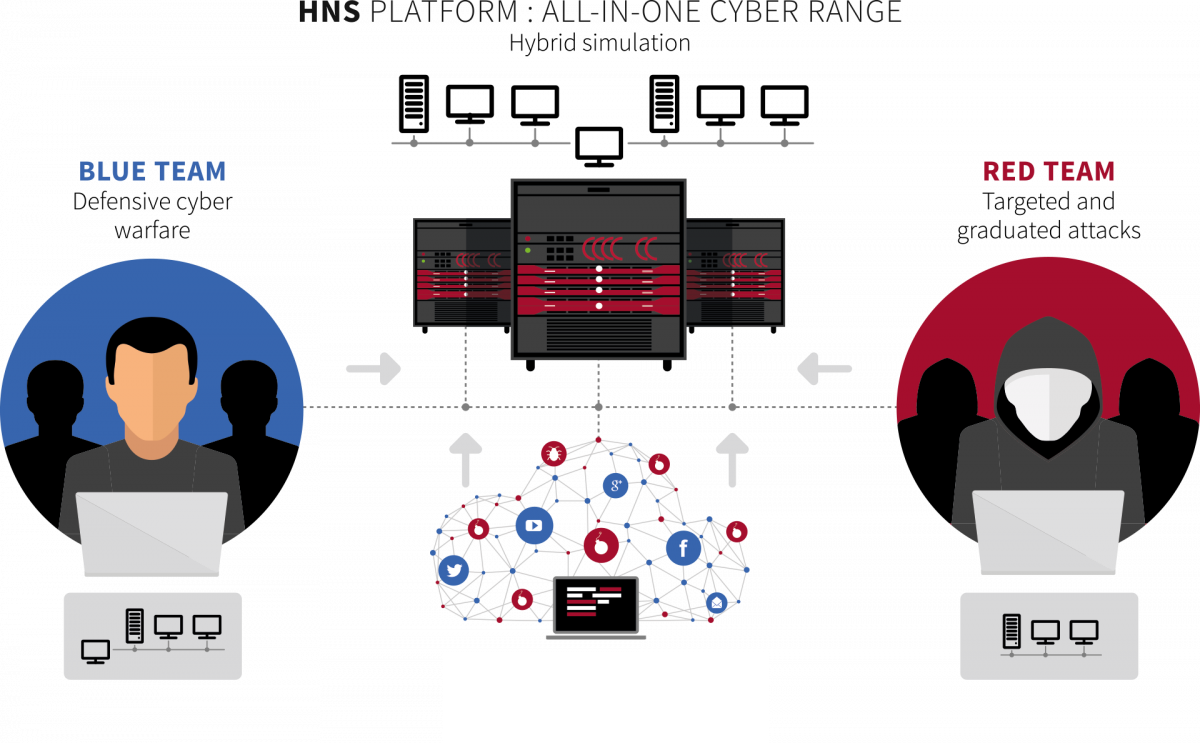 HNS PLATFORM : ALL-IN-ONE CYBER RANGE
Hybrid simulation
BLUE TEAM
Defensive cyber
warfare
RED TEAM
Targeted and
graduated attacks
g+
f